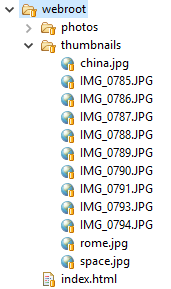 webroot
photos
thumbnails
china.jpg
IMG_0785.JPG
IMG_0786.JPG
IMG_0787.JPG
IMG_0788.JPG
IMG_0789.JPG
IMG_0790.JPG
IMG_0791.JPG
IMG_0793.JPG
IMG_0794.JPG
rome.jpg
space.jpg
index.html